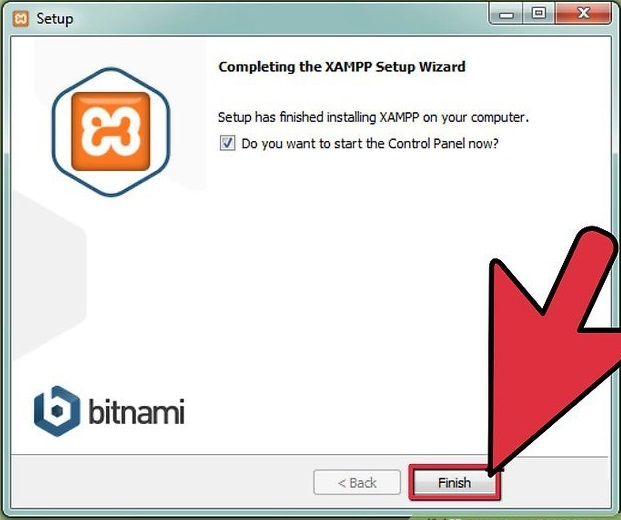 Setup
Completing the XAMPP Setup Wizard
Setup has finished installing XAMPP on your computer.
Do you want to start the Control Panel now?
bitnami
< Back
Finish